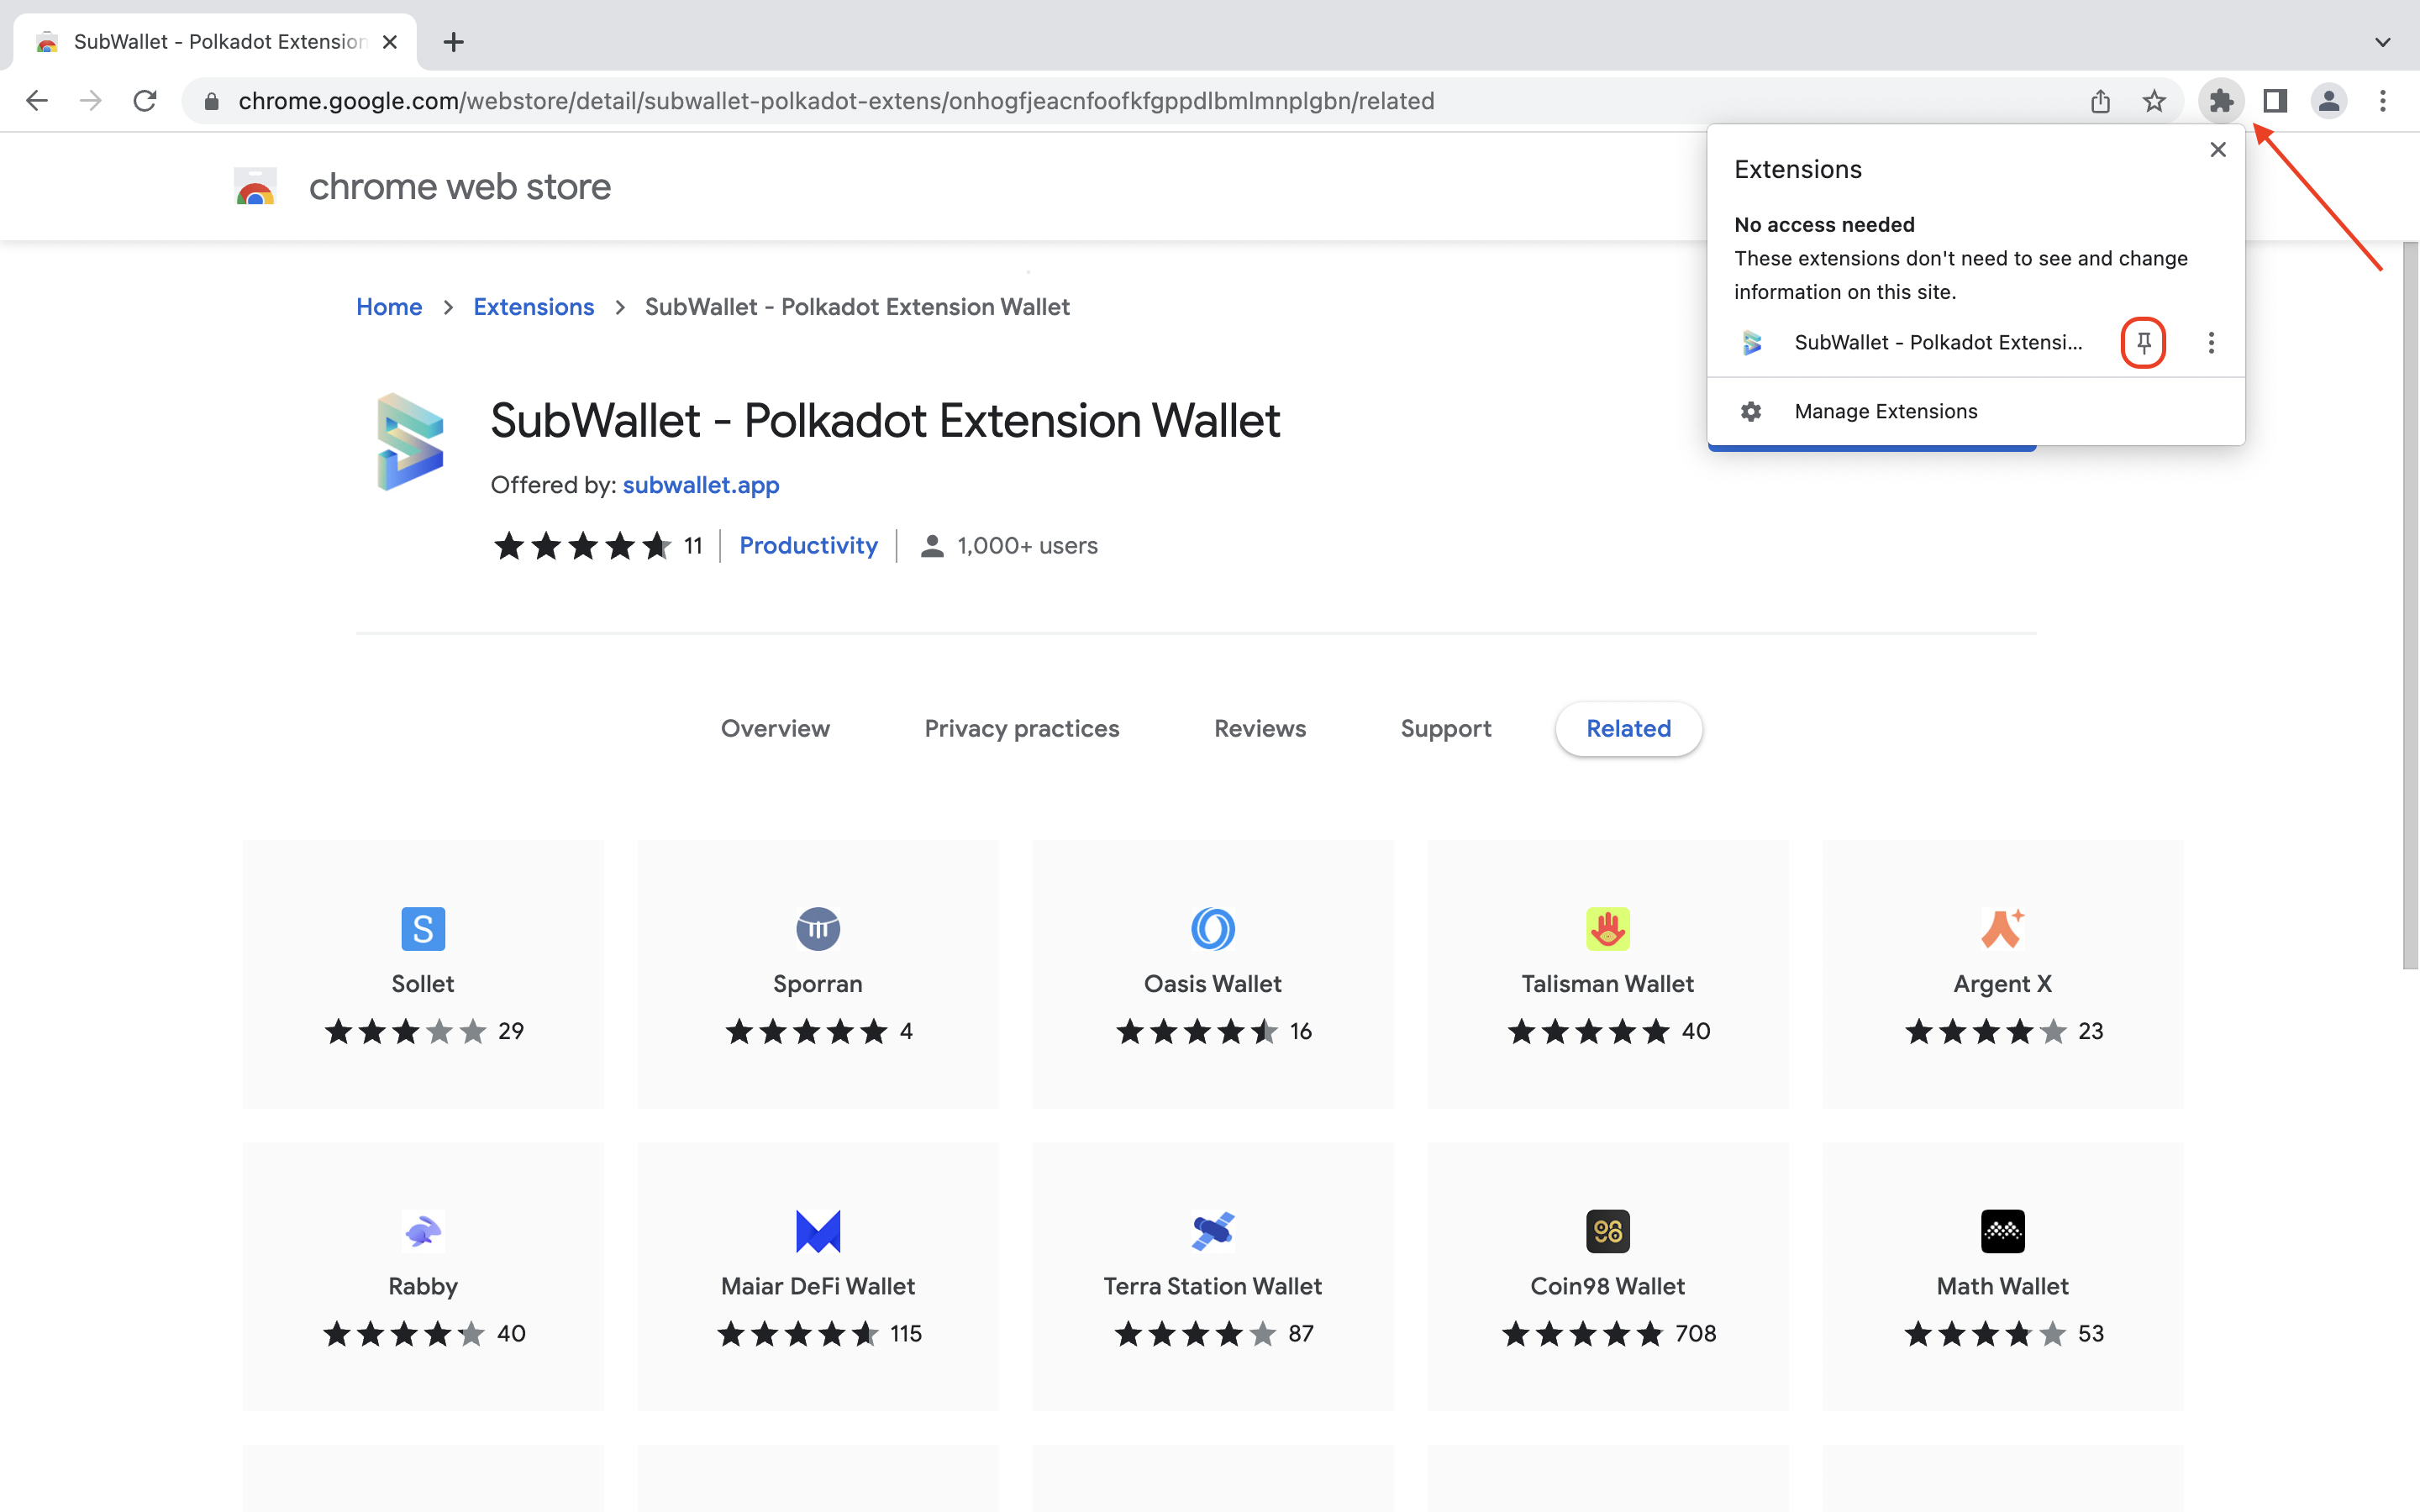 SubWallet - Polkadot Extension
chrome.google.com/webstore/detail/subwallet-polkadot-extens/onhogfjeacnfoofkfgppdlbmlmnplgbn/related
chrome web store
Extensions
No access needed
These extensions don't need to see and change
information on this site.
SubWallet - Polkadot Extensi...
Manage Extensions
Home > Extensions > SubWallet - Polkadot Extension Wallet
SubWallet - Polkadot Extension Wallet
Offered by: subwallet.app
11 Productivity 1,000+ users
Overview Privacy practices Reviews Support Related
S
Sollet Sporran Oasis Wallet Talisman Wallet Argent X
29 4 16 40 23
98
Rabby Maiar DeFi Wallet Terra Station Wallet Coin98 Wallet Math Wallet
40 115 87 708 53